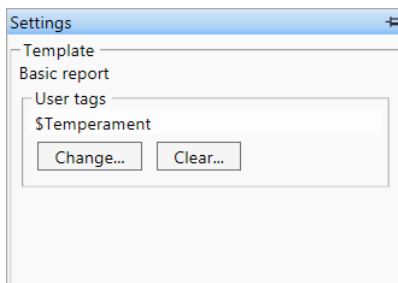 Settings
Template
Basic report
User tags
$Temperament
Change... Clear...